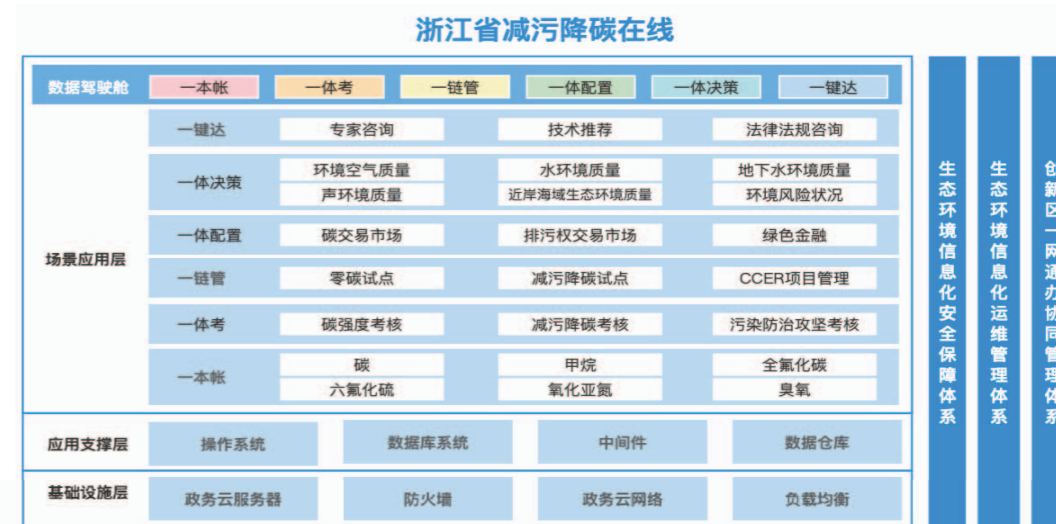 浙江省减污降碳在线
数据驾驶舱 一本帐 一体考 一链管 一体配置 一体决策 一键达
场景应用层
一键达 专家咨询 技术推荐 法律法规咨询
一体决策
环境空气质量 水环境质量 地下水环境质量
声环境质量 近岸海域生态环境质量 环境风险状况
一体配置 碳交易市场 排污权交易市场 绿色金融
一链管 零碳试点 减污降碳试点 CCER项目管理
一体考 碳强度考核 减污降碳考核 污染防治攻坚考核
一本帐
碳 甲烷 全氟化碳
六氟化硫 氧化亚氮 臭氧
应用支撑层 操作系统 数据库系统 中间件 数据仓库
基础设施层 政务云服务器 防火墙 政务云网络 负载均衡
生态环境信息化安全保障体系
生态环境信息化运维管理体系
创新区一网通办协同管理体系